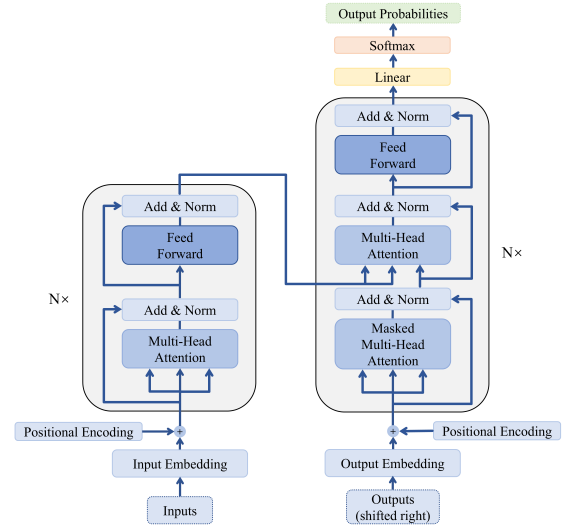 Output Probabilities
Softmax
Linear
Add & Norm
Feed
Forward
Add & Norm
Multi-Head
Attention
Add & Norm
Masked
Multi-Head
Attention
N×
Positional Encoding
+
Output Embedding
Outputs
(shifted right)
Add & Norm
Feed
Forward
Add & Norm
Multi-Head
Attention
N×
Positional Encoding
+
Input Embedding
Inputs